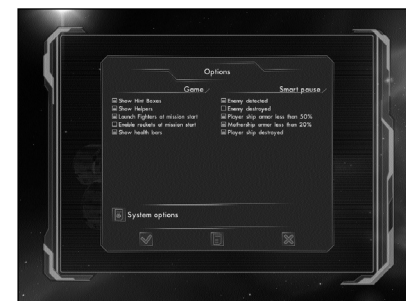 Options
Game
Show Hint Boxes
Show Helpers
Launch Fighters at mission start
Enable rockets at mission start
Show health bars
Smart pause
Enemy detected
Enemy destroyed
Player ship armor less than 50%
Mothership armor less than 20%
Player ship destroyed
System options